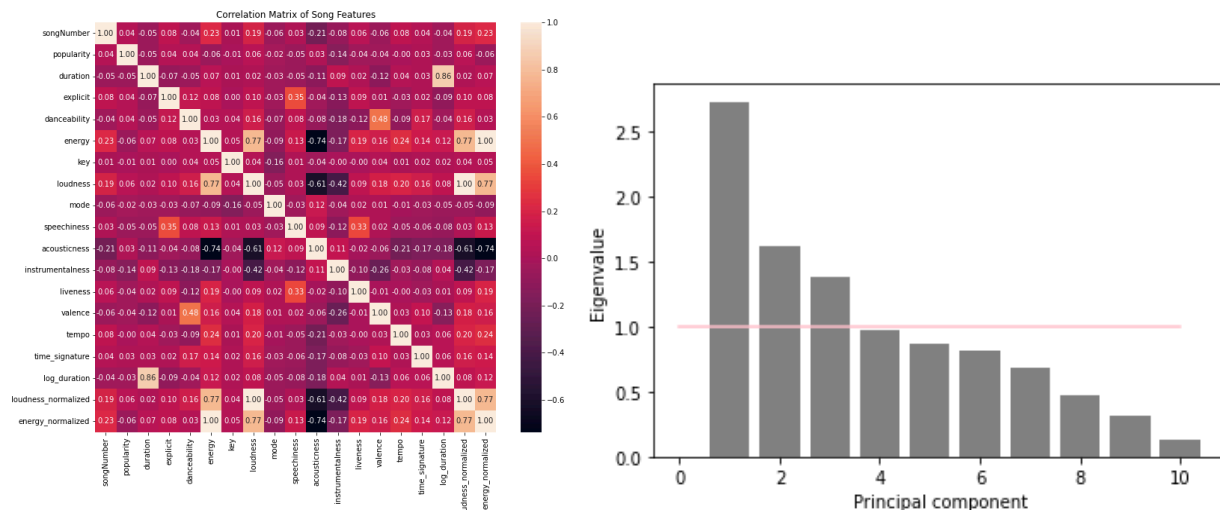 Correlation Matrix of Song Features
songNumber 1.00 0.04 -0.05 0.08 -0.04 0.23 0.01 0.19 -0.06 0.03 -0.21 -0.08 0.06 -0.06 0.08 0.04 -0.04 0.19 0.23
popularity 0.04 1.00 -0.05 0.04 0.04 -0.06 -0.01 0.06 -0.02 -0.05 0.03 -0.14 -0.04 -0.04 -0.00 0.03 -0.03 0.06 -0.06
duration -0.05 -0.05 1.00 -0.07 -0.05 0.07 0.01 0.02 -0.03 -0.05 -0.11 0.09 0.02 -0.12 0.04 0.03 0.86 0.02 0.07
explicit 0.08 0.04 -0.07 1.00 0.12 0.08 0.00 0.10 -0.03 0.35 -0.04 -0.13 0.09 0.01 -0.03 0.02 -0.09 0.10 0.08
danceability -0.04 0.04 -0.05 0.12 1.00 0.03 0.04 0.16 -0.07 0.08 -0.08 -0.18 -0.12 0.48 -0.09 0.17 -0.04 0.16 0.03
energy 0.23 -0.06 0.07 0.08 0.03 1.00 0.05 0.77 -0.09 0.13 -0.74 -0.17 0.19 0.16 0.24 0.14 0.12 0.77 1.00
key 0.01 -0.01 0.01 0.00 0.04 0.05 1.00 0.04 -0.16 0.01 -0.04 -0.00 -0.00 0.04 0.01 0.02 0.02 0.04 0.05
loudness 0.19 0.06 0.02 0.10 0.16 0.77 0.04 1.00 -0.05 0.03 -0.61 -0.42 0.09 0.18 0.20 0.16 0.08 1.00 0.77
mode -0.06 -0.02 -0.03 -0.03 -0.07 -0.09 -0.16 -0.05 1.00 -0.03 0.12 -0.04 0.02 0.01 -0.01 -0.03 -0.05 -0.05 -0.09
speechiness 0.03 -0.05 -0.05 0.35 0.08 0.13 0.01 0.03 -0.03 1.00 0.09 -0.12 0.33 0.02 -0.05 -0.06 -0.08 0.03 0.13
acousticness -0.21 0.03 -0.11 -0.04 -0.08 -0.74 -0.04 -0.61 0.12 0.09 1.00 0.11 -0.02 -0.06 -0.21 -0.17 -0.18 -0.61 -0.74
instrumentalness -0.08 -0.14 0.09 -0.13 -0.18 -0.17 -0.00 -0.42 -0.04 -0.12 0.11 1.00 -0.10 -0.26 -0.03 -0.08 0.04 -0.42 -0.17
liveness 0.06 -0.04 0.02 0.09 -0.12 0.19 -0.00 0.09 0.02 0.33 -0.02 -0.10 1.00 0.01 -0.00 -0.03 0.01 0.09 0.19
valence -0.06 -0.04 -0.12 0.01 0.48 0.16 0.04 0.18 0.01 0.02 -0.06 -0.26 0.01 1.00 0.03 0.10 -0.13 0.18 0.16
tempo 0.08 -0.00 0.04 -0.03 -0.09 0.24 0.01 0.20 -0.01 -0.05 -0.21 -0.03 -0.00 0.03 1.00 0.03 0.06 0.20 0.24
time_signature 0.04 0.03 0.03 0.02 0.17 0.14 0.02 0.16 -0.03 -0.06 -0.17 -0.08 -0.03 0.10 0.03 1.00 0.06 0.16 0.14
log_duration -0.04 -0.03 0.86 -0.09 -0.04 0.12 0.02 0.08 -0.05 -0.08 -0.18 0.04 0.01 -0.13 0.06 0.06 1.00 0.08 0.12
loudness_normalized 0.19 0.06 0.02 0.10 0.16 0.77 0.04 1.00 -0.05 0.03 -0.61 -0.42 0.09 0.18 0.20 0.16 0.08 1.00 0.77
energy_normalized 0.23 -0.06 0.07 0.08 0.03 1.00 0.05 0.77 -0.09 0.13 -0.74 -0.17 0.19 0.16 0.24 0.14 0.12 0.77 1.00
songNumber
popularity
duration
explicit
danceability
energy
key
loudness
mode
speechiness
acousticness
instrumentalness
liveness
valence
tempo
time_signature
log_duration
udness_normalized
energy_normalized
1.0
0.8
0.6
0.4
0.2
0.0
−0.2
−0.4
−0.6
Eigenvalue
2.5
2.0
1.5
1.0
0.5
0.0
0 2 4 6 8 10
Principal component